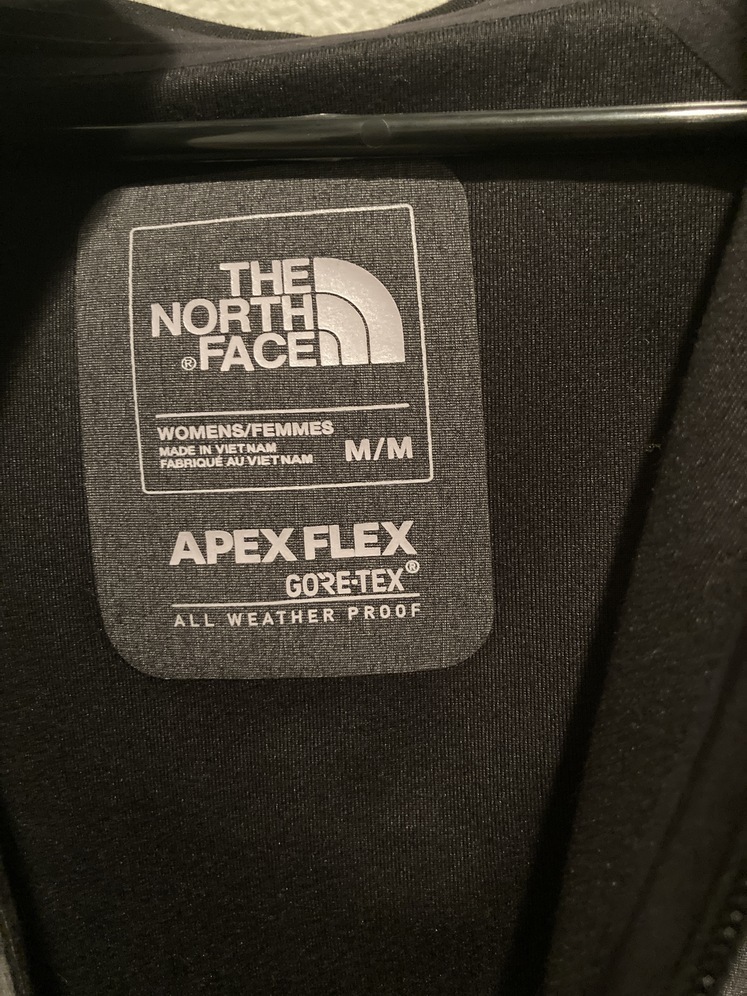 THE
NORTH
®FACE
WOMENS/FEMMES
MADE IN VIETNAM
FABRIQUÉ AU VIETNAM
M/M
APEX FLEX
GORE-TEX®
ALL WEATHER PROOF